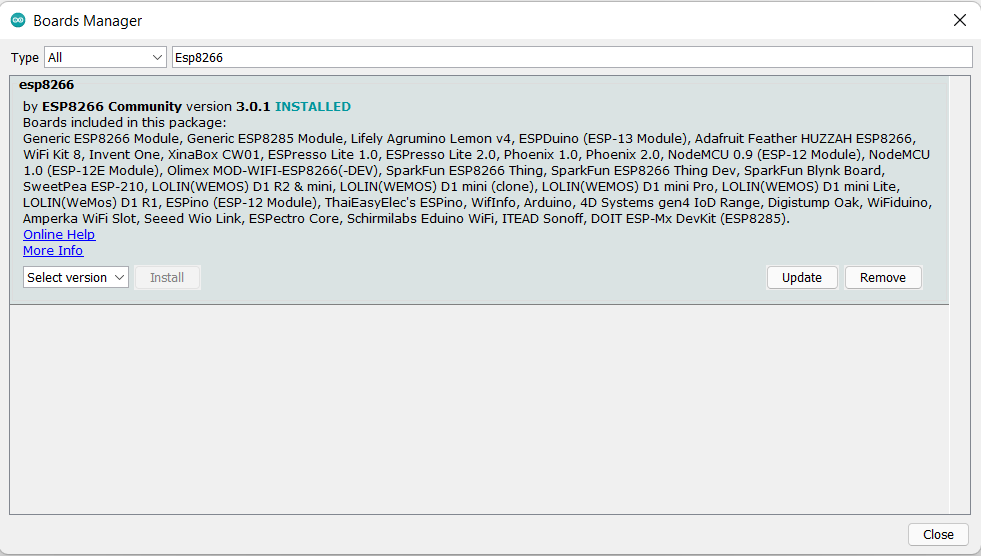 Boards Manager
Type All Esp8266
esp8266
by ESP8266 Community version 3.0.1 INSTALLED
Boards included in this package:
Generic ESP8266 Module, Generic ESP8285 Module, Lifely Agrumino Lemon v4, ESPDuino (ESP-13 Module), Adafruit Feather HUZZAH ESP8266,
WiFi Kit 8, Invent One, XinaBox CW01, ESPresso Lite 1.0, ESPresso Lite 2.0, Phoenix 1.0, Phoenix 2.0, NodeMCU 0.9 (ESP-12 Module), NodeMCU
1.0 (ESP-12E Module), Olimex MOD-WIFI-ESP8266(-DEV), SparkFun ESP8266 Thing, SparkFun ESP8266 Thing Dev, SparkFun Blynk Board,
SweetPea ESP-210, LOLIN(WEMOS) D1 R2 & mini, LOLIN(WEMOS) D1 mini (clone), LOLIN(WEMOS) D1 mini Pro, LOLIN(WEMOS) D1 mini Lite,
LOLIN(WeMos) D1 R1, ESPino (ESP-12 Module), ThaiEasyElec's ESPino, WifInfo, Arduino, 4D Systems gen4 IoD Range, Digistump Oak, WiFiduino,
Amperka WiFi Slot, Seeed Wio Link, ESPectro Core, Schirmilabs Eduino WiFi, ITEAD Sonoff, DOIT ESP-Mx DevKit (ESP8285).
Online Help
More Info
Select version Install Update Remove
Close